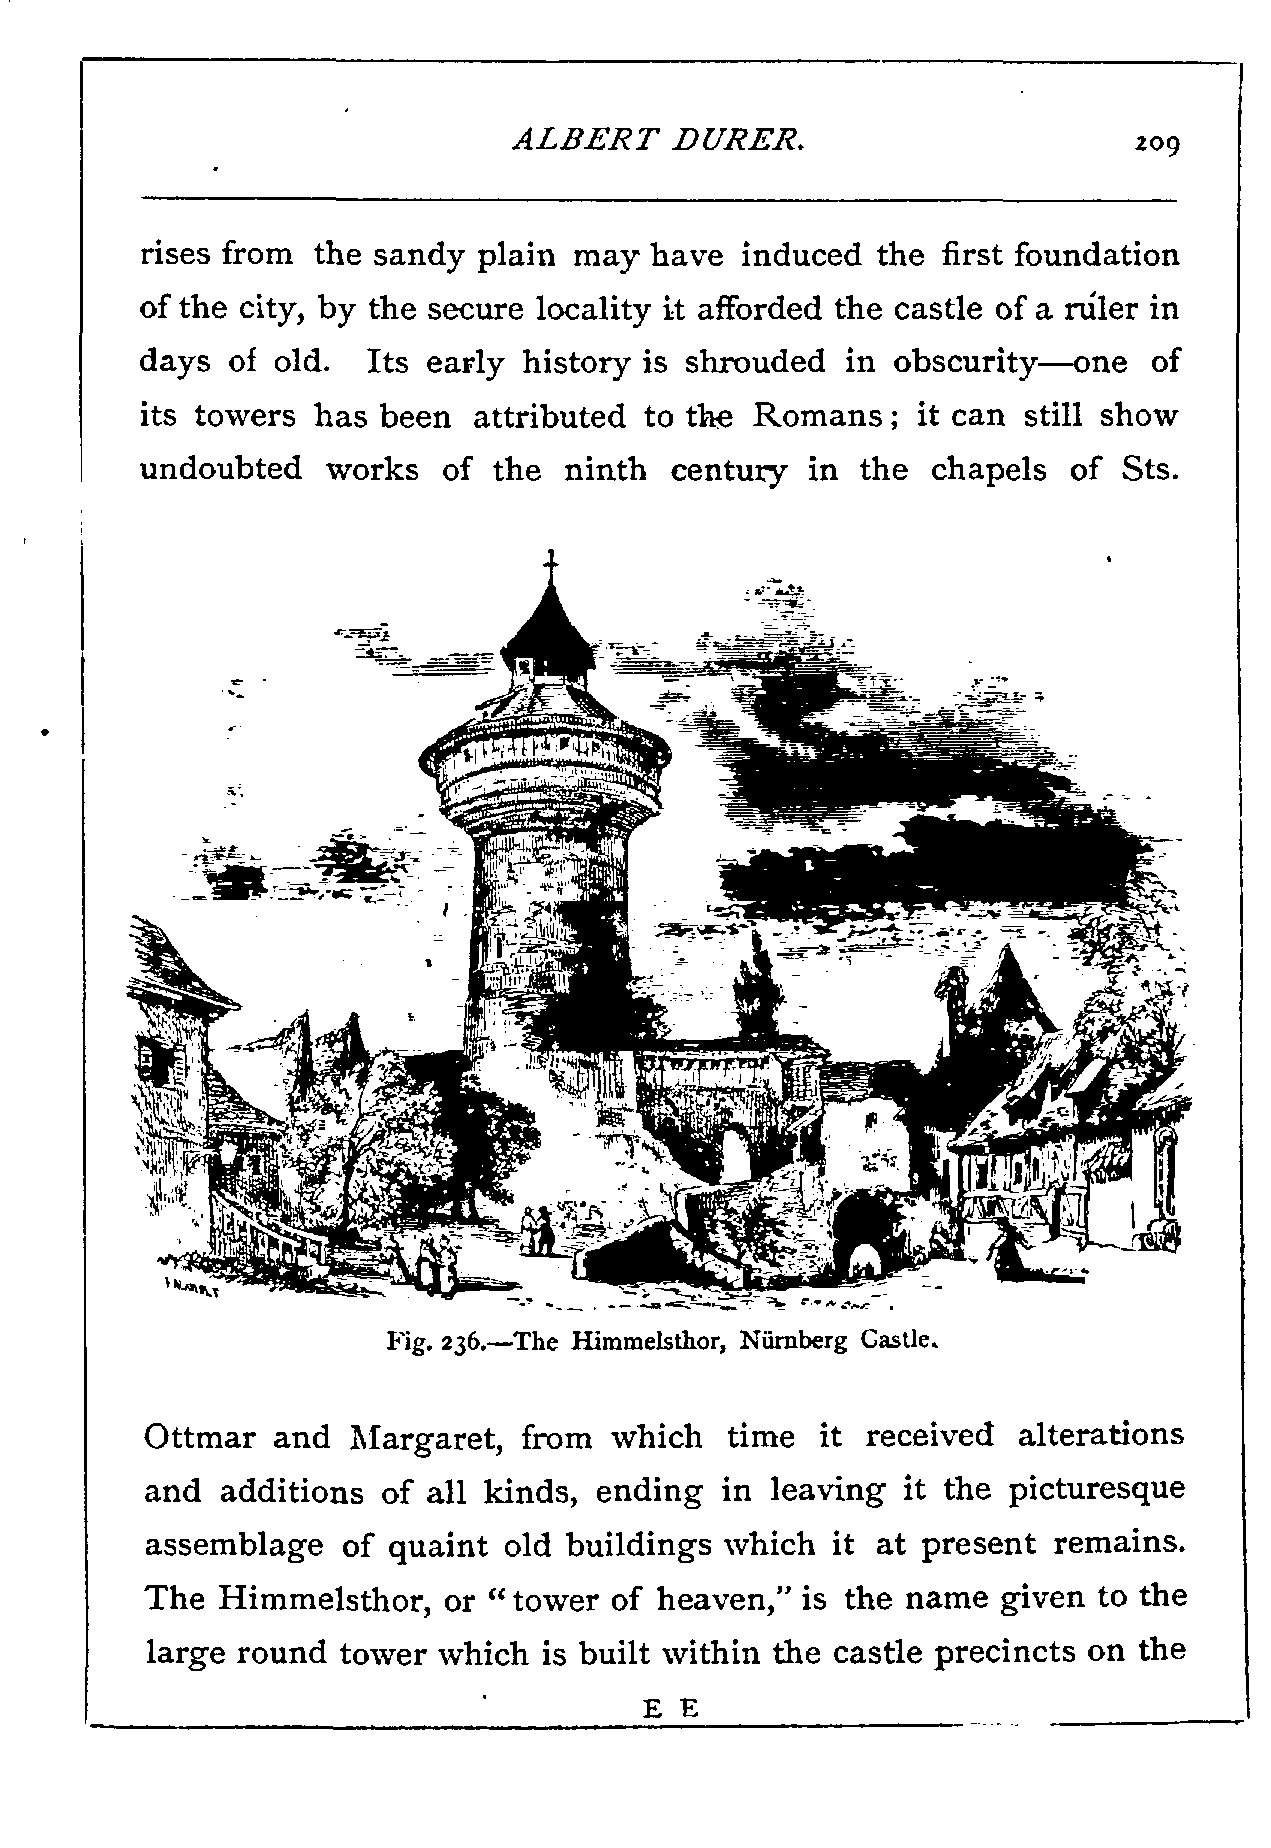 ALBERT DURER. 209
rises from the sandy plain may have induced the first foundation
of the city, by the secure locality it afforded the castle of a ruler in
days of old. Its early history is shrouded in obscurity—one of
its towers has been attributed to the Romans; it can still show
undoubted works of the ninth century in the chapels of Sts.
Fig. 236.—The Himmelsthor, Nürnberg Castle.
Ottmar and Margaret, from which time it received alterations
and additions of all kinds, ending in leaving it the picturesque
assemblage of quaint old buildings which it at present remains.
The Himmelsthor, or “tower of heaven,” is the name given to the
large round tower which is built within the castle precincts on the
E E